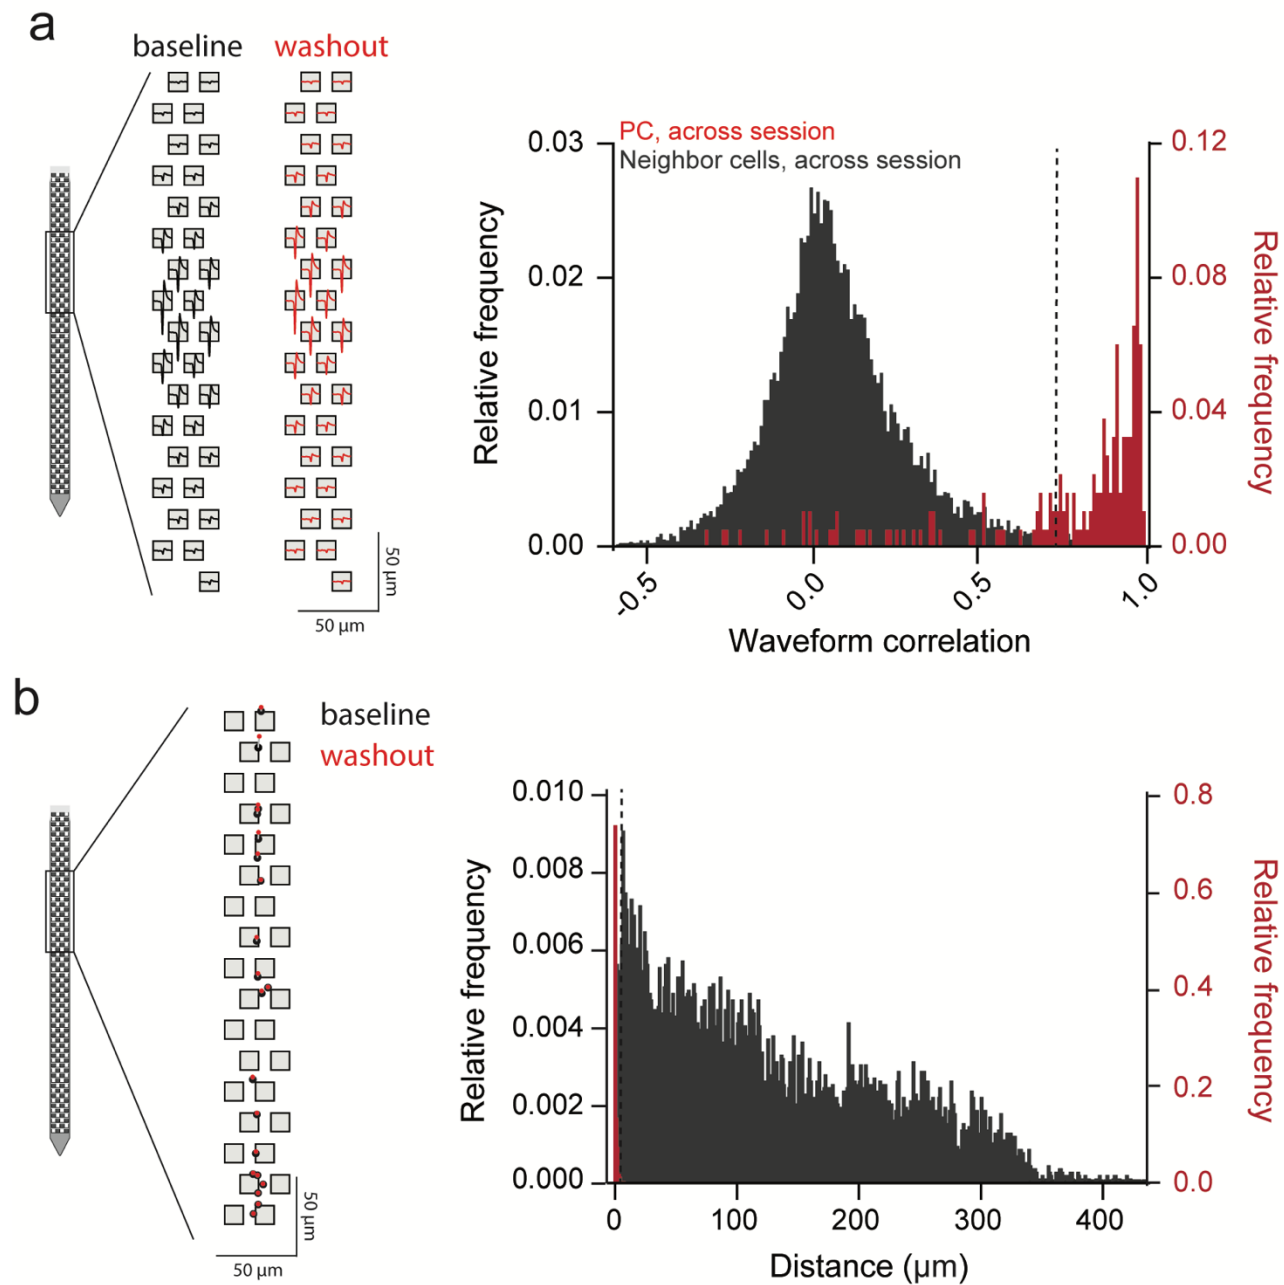 a
baseline washout
50 µm
50 µm
PC, across session
Neighbor cells, across session
0.03
0.02
0.01
0.00
Relative frequency
0.12
0.08
0.04
0.00
Relative frequency
-0.5 0.0 0.5 1.0
Waveform correlation
b
baseline
washout
50 µm
50 µm
0.010
0.008
0.006
0.004
0.002
0.000
Relative frequency
0.8
0.6
0.4
0.2
0.0
Relative frequency
0 100 200 300 400
Distance (µm)